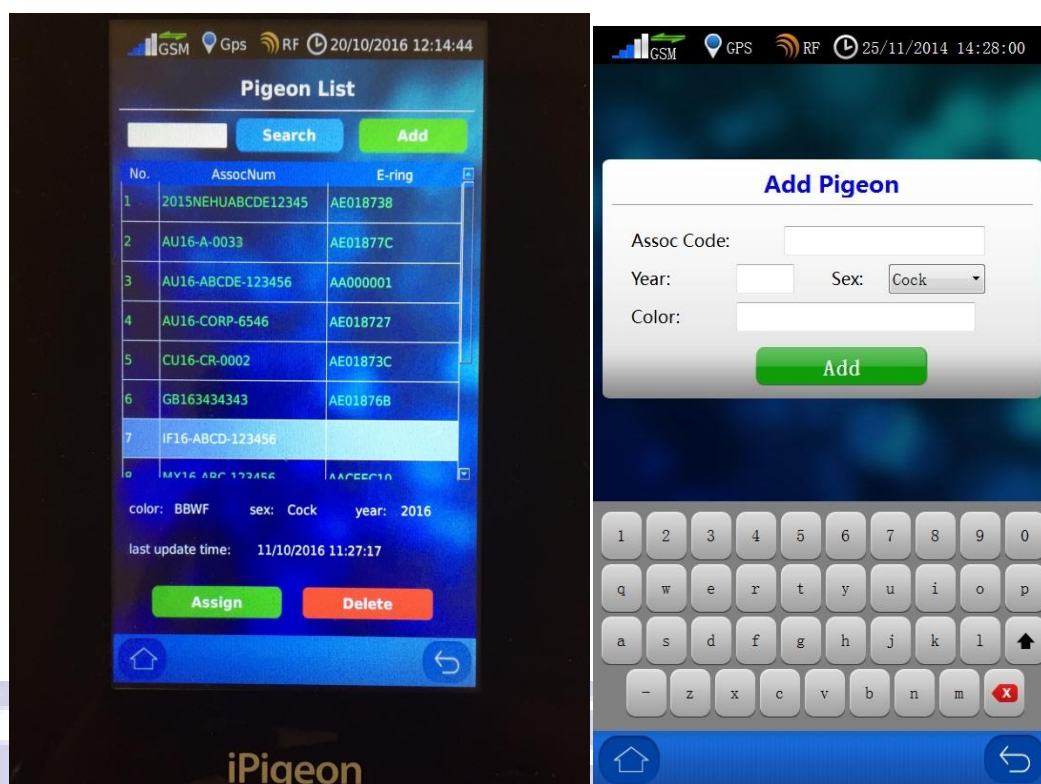 GSM Gps RF 20/10/2016 12:14:44
Pigeon List
Search Add
No. AssocNum E-ring
1 2015NEHUABCDE12345 AE018738
2 AU16-A-0033 AE01877C
3 AU16-ABCDE-123456 AA000001
4 AU16-CORP-6546 AE018727
5 CU16-CR-0002 AE01873C
6 GB163434343 AE01876B
7 IF16-ABCD-123456
8 MX16-ABC-123456
color: BBWF sex: Cock year: 2016
last update time: 11/10/2016 11:27:17
Assign Delete
iPigeon
GSM GPS RF 25/11/2014 14:28:00
Add Pigeon
Assoc Code:
Year: Sex: Cock
Color:
Add
1 2 3 4 5 6 7 8 9 0
q w e r t y u i o p
a s d f g h j k l
- z x c v b n m X